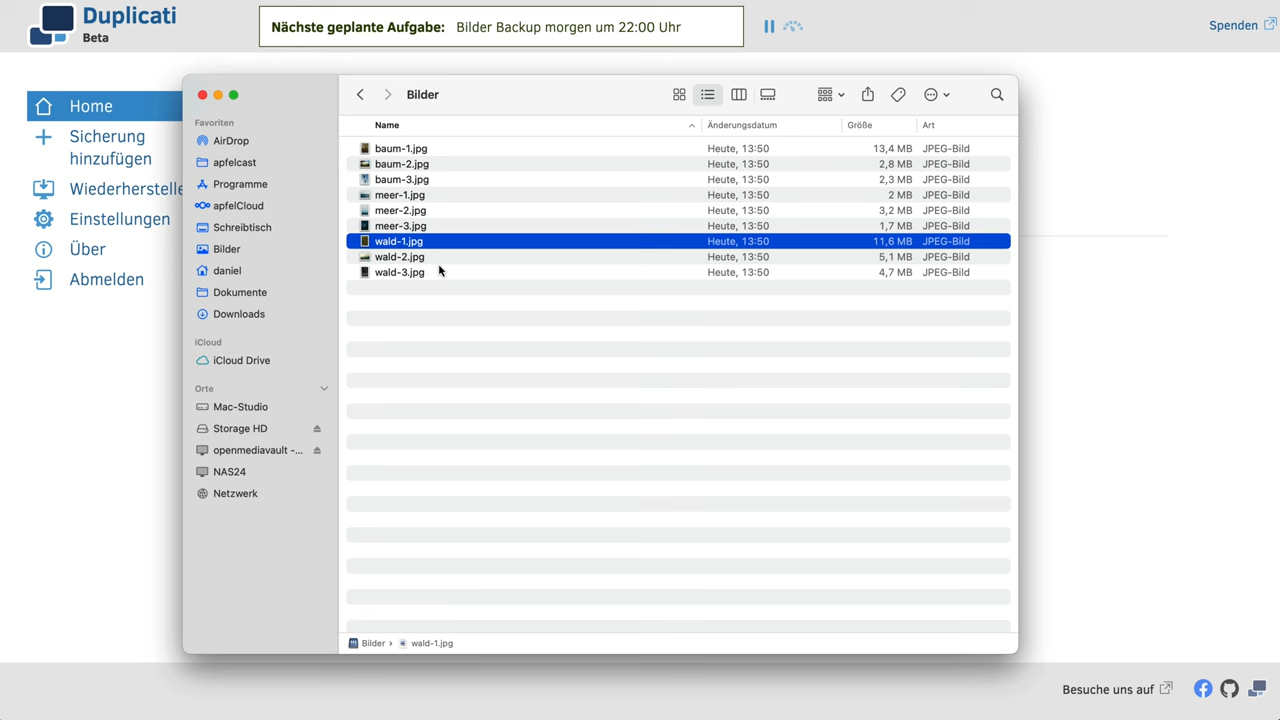 Duplicati
Beta
Nächste geplante Aufgabe: Bilder Backup morgen um 22:00 Uhr
Spenden
Home
Sicherung
hinzufügen
Wiederherstelle
Einstellungen
Über
Abmelden
Favoriten
AirDrop
apfelcast
Programme
apfelCloud
Schreibtisch
Bilder
daniel
Dokumente
Downloads
iCloud
iCloud Drive
Orte
Mac-Studio
Storage HD
openmediavault -...
NAS24
Netzwerk
Bilder
Name Änderungsdatum Größe Art
baum-1.jpg Heute, 13:50 13,4 MB JPEG-Bild
baum-2.jpg Heute, 13:50 2,8 MB JPEG-Bild
baum-3.jpg Heute, 13:50 2,3 MB JPEG-Bild
meer-1.jpg Heute, 13:50 2 MB JPEG-Bild
meer-2.jpg Heute, 13:50 3,2 MB JPEG-Bild
meer-3.jpg Heute, 13:50 1,7 MB JPEG-Bild
wald-1.jpg Heute, 13:50 11,6 MB JPEG-Bild
wald-2.jpg Heute, 13:50 5,1 MB JPEG-Bild
wald-3.jpg Heute, 13:50 4,7 MB JPEG-Bild
Bilder › wald-1.jpg
Besuche uns auf